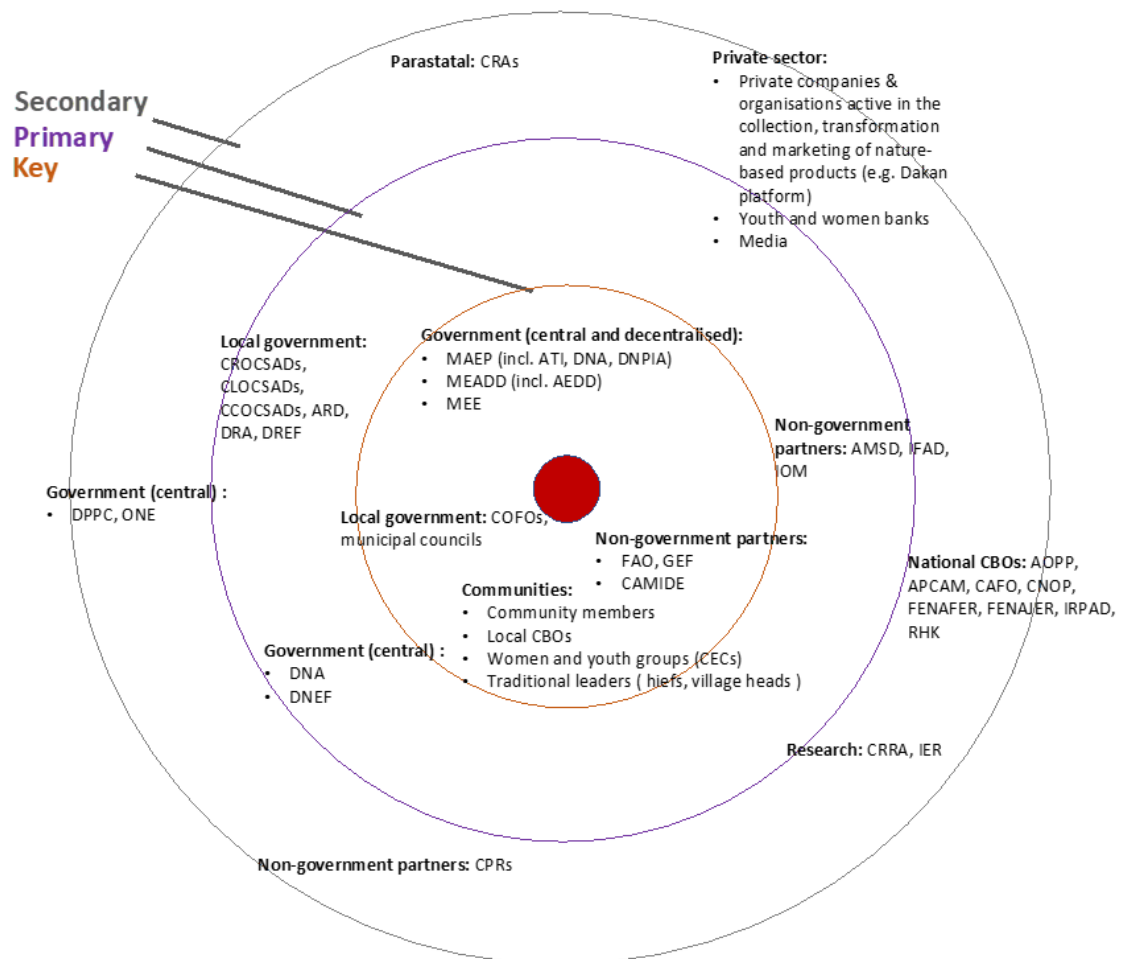 Parastatal: CRAs
Private sector:
• Private companies &
organisations active in the
collection, transformation
and marketing of nature-
based products (e.g. Dakan
platform)
• Youth and women banks
• Media
Secondary
Primary
Key
Local government:
CROCSADs,
CLOCSADs,
CCOCSADs, ARD,
DRA, DREF
Government (central and decentralised):
• MAEP (incl. ATI, DNA, DNPIA)
• MEADD (incl. AEDD)
• MEE
Non-government
partners: AMSD, IFAD,
IOM
Government (central) :
• DPPC, ONE
Local government: COFOs,
municipal councils
Non-government partners:
• FAO, GEF
• CAMIDE
National CBOs: AOPP,
APCAM, CAFO, CNOP,
FENAFER, FENAJER, IRPAD,
RHK
Communities:
• Community members
• Local CBOs
• Women and youth groups (CECs)
• Traditional leaders ( hiefs, village heads )
Government (central) :
• DNA
• DNEF
Research: CRRA, IER
Non-government partners: CPRs